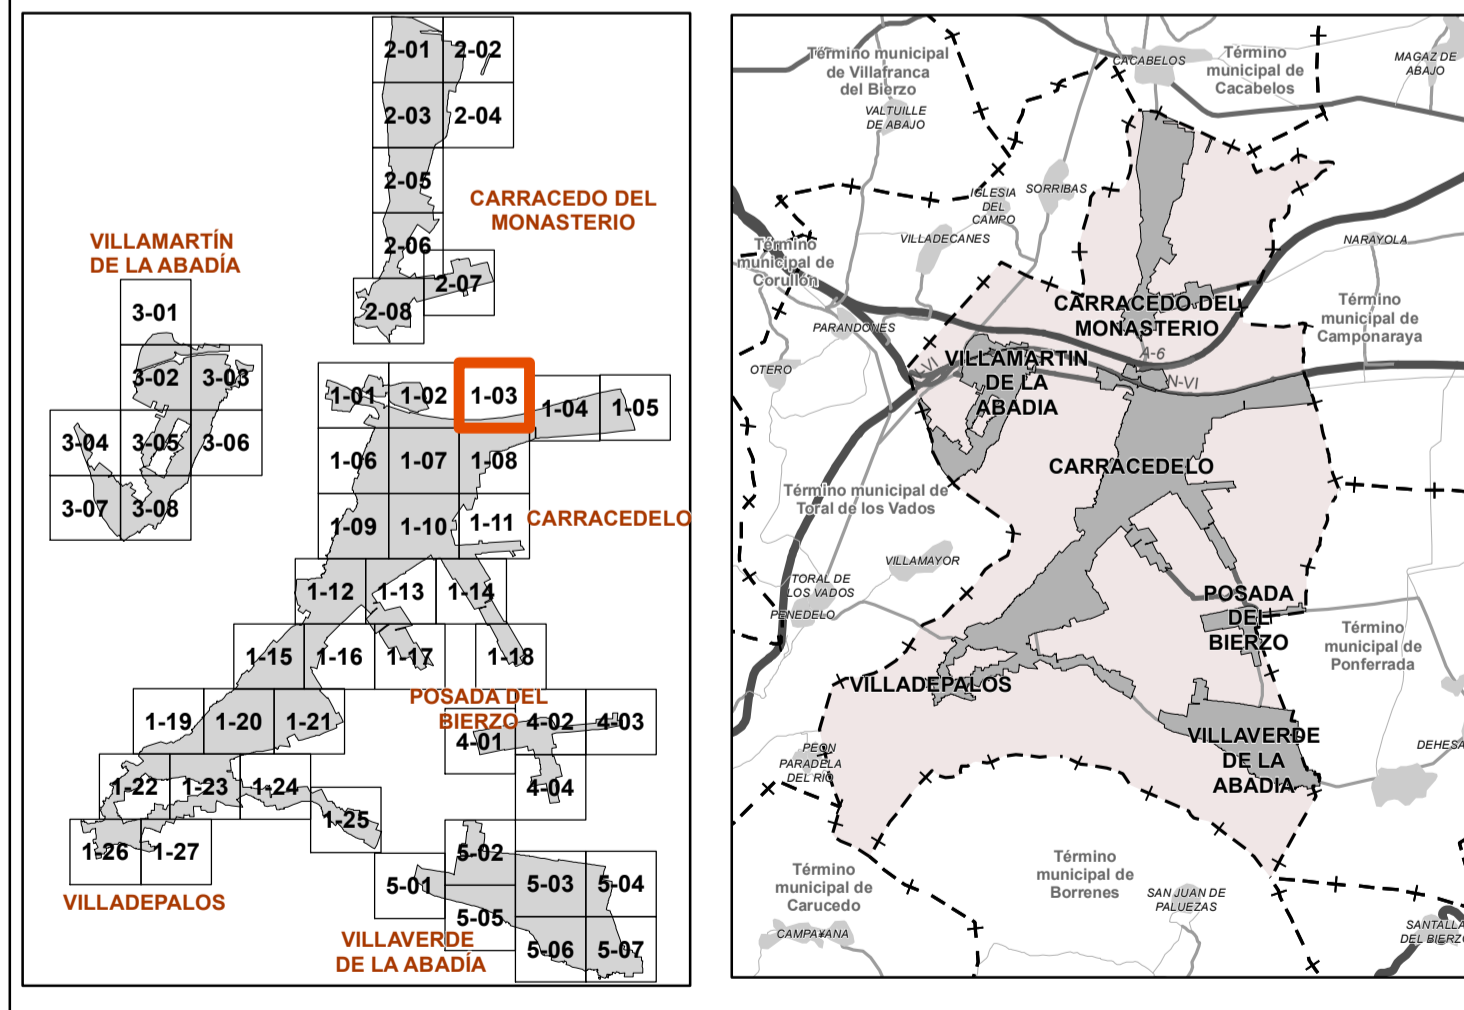 2-01
2-02
2-03
2-04
2-05
CARRACEDO DEL
MONASTERIO
2-06
2-07
2-08
VILLAMARTÍN
DE LA ABADÍA
3-01
3-02
3-03
3-04
3-05
3-06
3-07
3-08
1-01
1-02
1-03
1-04
1-05
1-06
1-07
1-08
1-09
1-10
1-11
CARRACEDELO
1-12
1-13
1-14
1-15
1-16
1-17
1-18
POSADA DEL
BIERZO
1-19
1-20
1-21
4-01
4-02
4-03
4-04
1-22
1-23
1-24
1-25
1-26
1-27
VILLADEPALOS
5-01
5-02
5-03
5-04
5-05
5-06
5-07
VILLAVERDE
DE LA ABADÍA
Término municipal
de Villafranca
del Bierzo
CACABELOS
Término
municipal de
Cacabelos
MAGAZ DE
ABAJO
VALTUILLE
DE ABAJO
IGLESIA
DEL
CAMPO
SORRIBAS
VILLADECANES
NARAYOLA
Término
municipal de
Corullón
CARRACEDO DEL
MONASTERIO
Término
municipal de
Camponaraya
PARANDONES
A-6
OTERO
N-VI
VILLAMARTIN
DE LA
ABADIA
N-VI
CARRACEDELO
Término municipal de
Toral de los Vados
VILLAMAYOR
TORAL DE
LOS VADOS
PENEDELO
POSADA
DEL
BIERZO
Término
municipal de
Ponferrada
VILLADEPALOS
VILLAVERDE
DE LA
ABADIA
DEHESA
PEON
PARADELA
DEL RÍO
Término
municipal de
Carucedo
Término
municipal de
Borrenes
SAN JUAN DE
PALUEZAS
CAMPA¥ANA
SANTALLA
DEL BIERZO